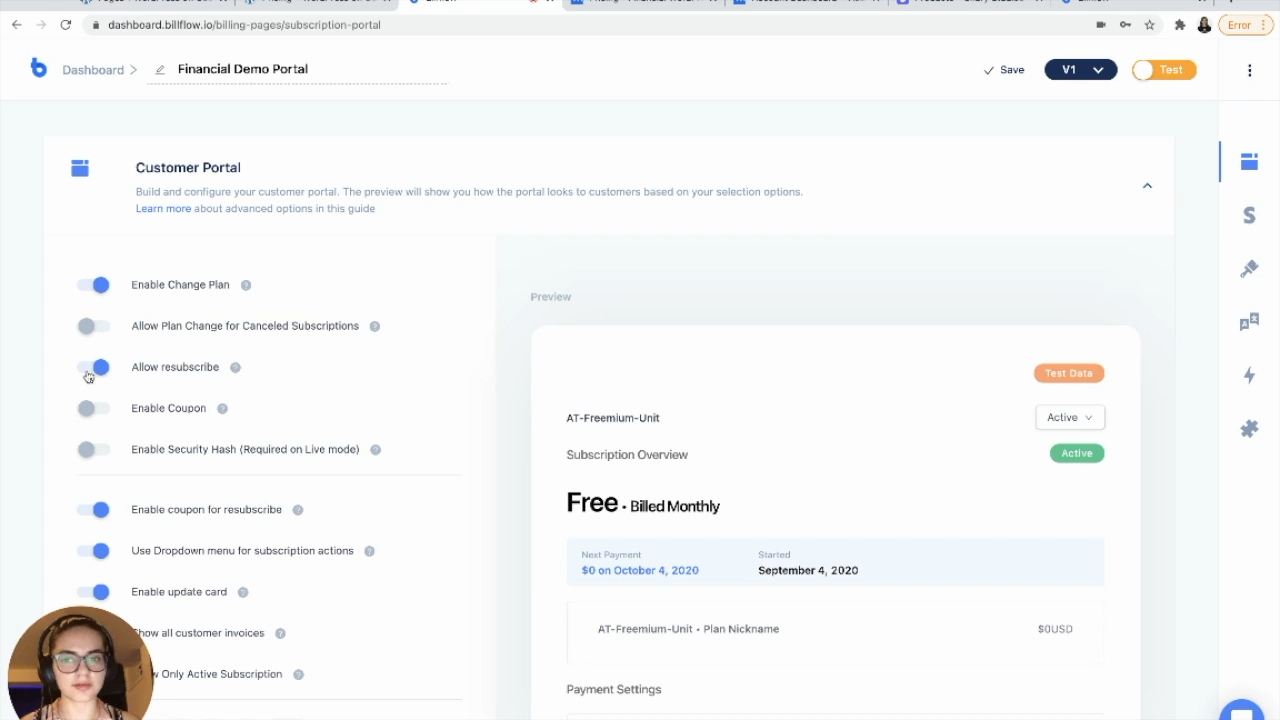 dashboard.billflow.io/billing-pages/subscription-portal
Error
Dashboard
Financial Demo Portal
Save
V1
Test
Customer Portal
Build and configure your customer portal. The preview will show you how the portal looks to customers based on your selection options.
Learn more about advanced options in this guide
Enable Change Plan
Allow Plan Change for Canceled Subscriptions
Allow resubscribe
Enable Coupon
Enable Security Hash (Required on Live mode)
Enable coupon for resubscribe
Use Dropdown menu for subscription actions
Enable update card
how all customer invoices
Only Active Subscription
Preview
Test Data
AT-Freemium-Unit
Active
Subscription Overview
Active
Free · Billed Monthly
Next Payment
Started
$0 on October 4, 2020
September 4, 2020
AT-Freemium-Unit • Plan Nickname
$0USD
Payment Settings